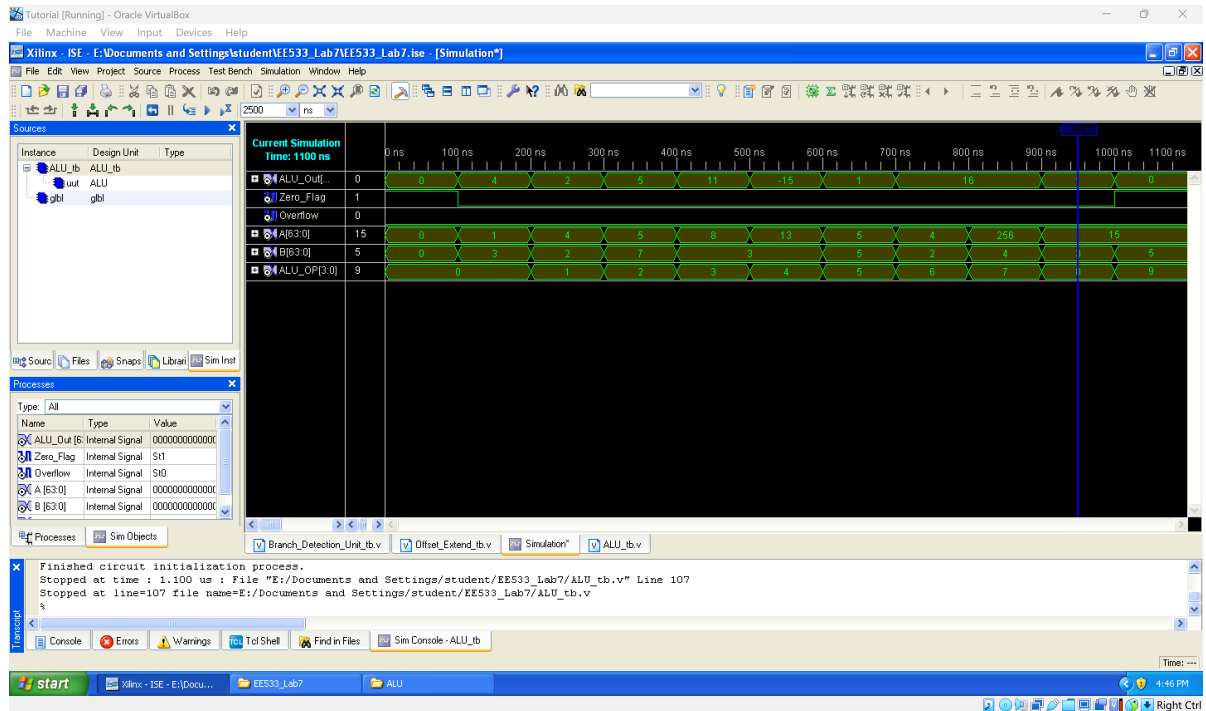 Tutorial [Running] - Oracle VirtualBox
File Machine View Input Devices Help
Xilinx - ISE - E:\Documents and Settings\student\EE533_Lab7\EE533_Lab7.ise - [Simulation*]
File Edit View Project Source Process Test Bench Simulation Window Help
2500 ns
Sources
Instance Design Unit Type
ALU_tb ALU_tb
uut ALU
glbl glbl
Sourc Files Snaps Librari Sim Inst
Processes
Type: All
Name Type Value
ALU_Out [6: Internal Signal 0000000000000
Zero_Flag Internal Signal St1
Overflow Internal Signal St0
A [63:0] Internal Signal 0000000000000
B [63:0] Internal Signal 0000000000000
Processes Sim Objects
Current Simulation
Time: 1100 ns
950.0 ns
0 ns 100 ns 200 ns 300 ns 400 ns 500 ns 600 ns 700 ns 800 ns 900 ns 1000 ns 1100 ns
ALU_Out[... 0 0 4 2 5 11 -15 1 16 0
Zero_Flag 1
Overflow 0
A[63:0] 15 0 1 4 5 8 13 5 4 256 15
B[63:0] 5 0 3 2 7 3 5 2 4 5
ALU_OP[3:0] 9 0 1 2 3 4 5 6 7 8 9
Branch_Detection_Unit_tb.v Offset_Extend_tb.v Simulation* ALU_tb.v
Finished circuit initialization process.
Stopped at time : 1.100 us : File "E:/Documents and Settings/student/EE533_Lab7/ALU_tb.v" Line 107
Stopped at line=107 file name=E:/Documents and Settings/student/EE533_Lab7/ALU_tb.v
%
Transcript
Console Errors Warnings Tcl Shell Find in Files Sim Console - ALU_tb
Time: ---
start Xilinx - ISE - E:\Docu... EE533_Lab7 ALU 4:46 PM
Right Ctrl